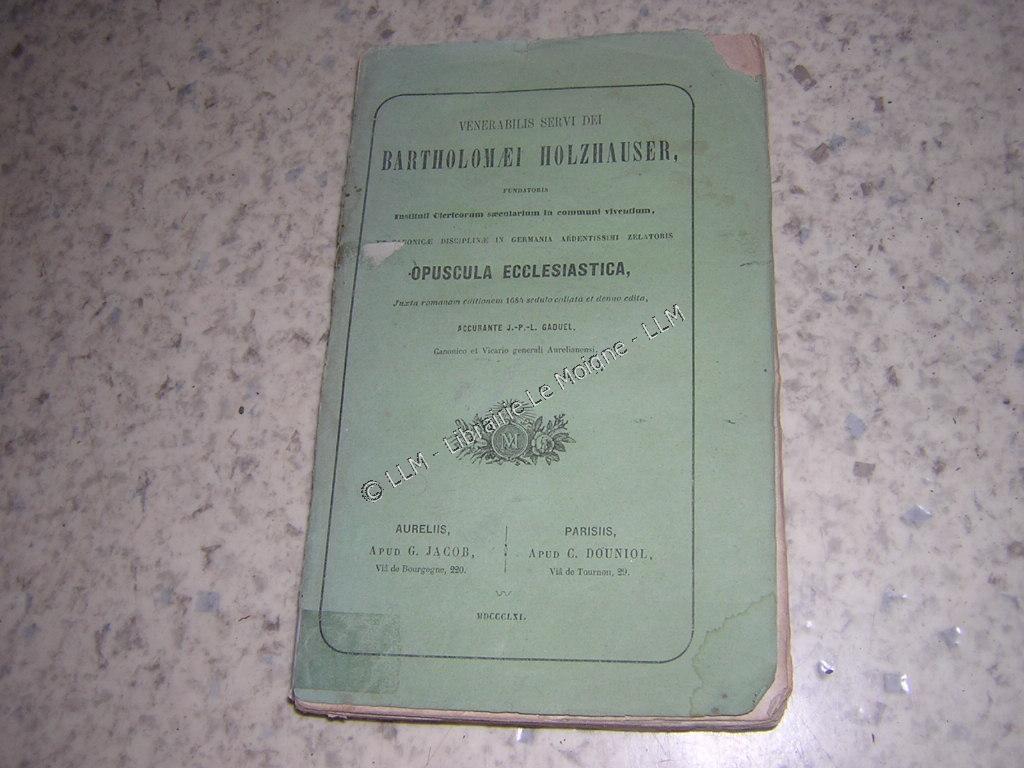 VENERABILIS SERVI DEI
BARTHOLOMÆI HOLZHAUSER,
FUNDATORIS
Instituti Clericorum sæcularium in communi viventium,
DISCIPLINÆ IN GERMANIA ARDENTISSIMI ZELATORIS
OPUSCULA ECCLESIASTICA,
Juxta romanam editionem 1684 sedulo collata et denuo edita,
ACCURANTE J.-P.-L. GADUEL,
Canonico et Vicario generali Aurelianensi.
M
© LLM - Librairie Le Moigne - LLM
AURELIIS,
APUD G. JACOB,
Viâ de Bourgogne, 220.
PARISIIS,
APUD C. DOUNIOL,
Viâ de Tournon, 29.
MDCCCLXI.